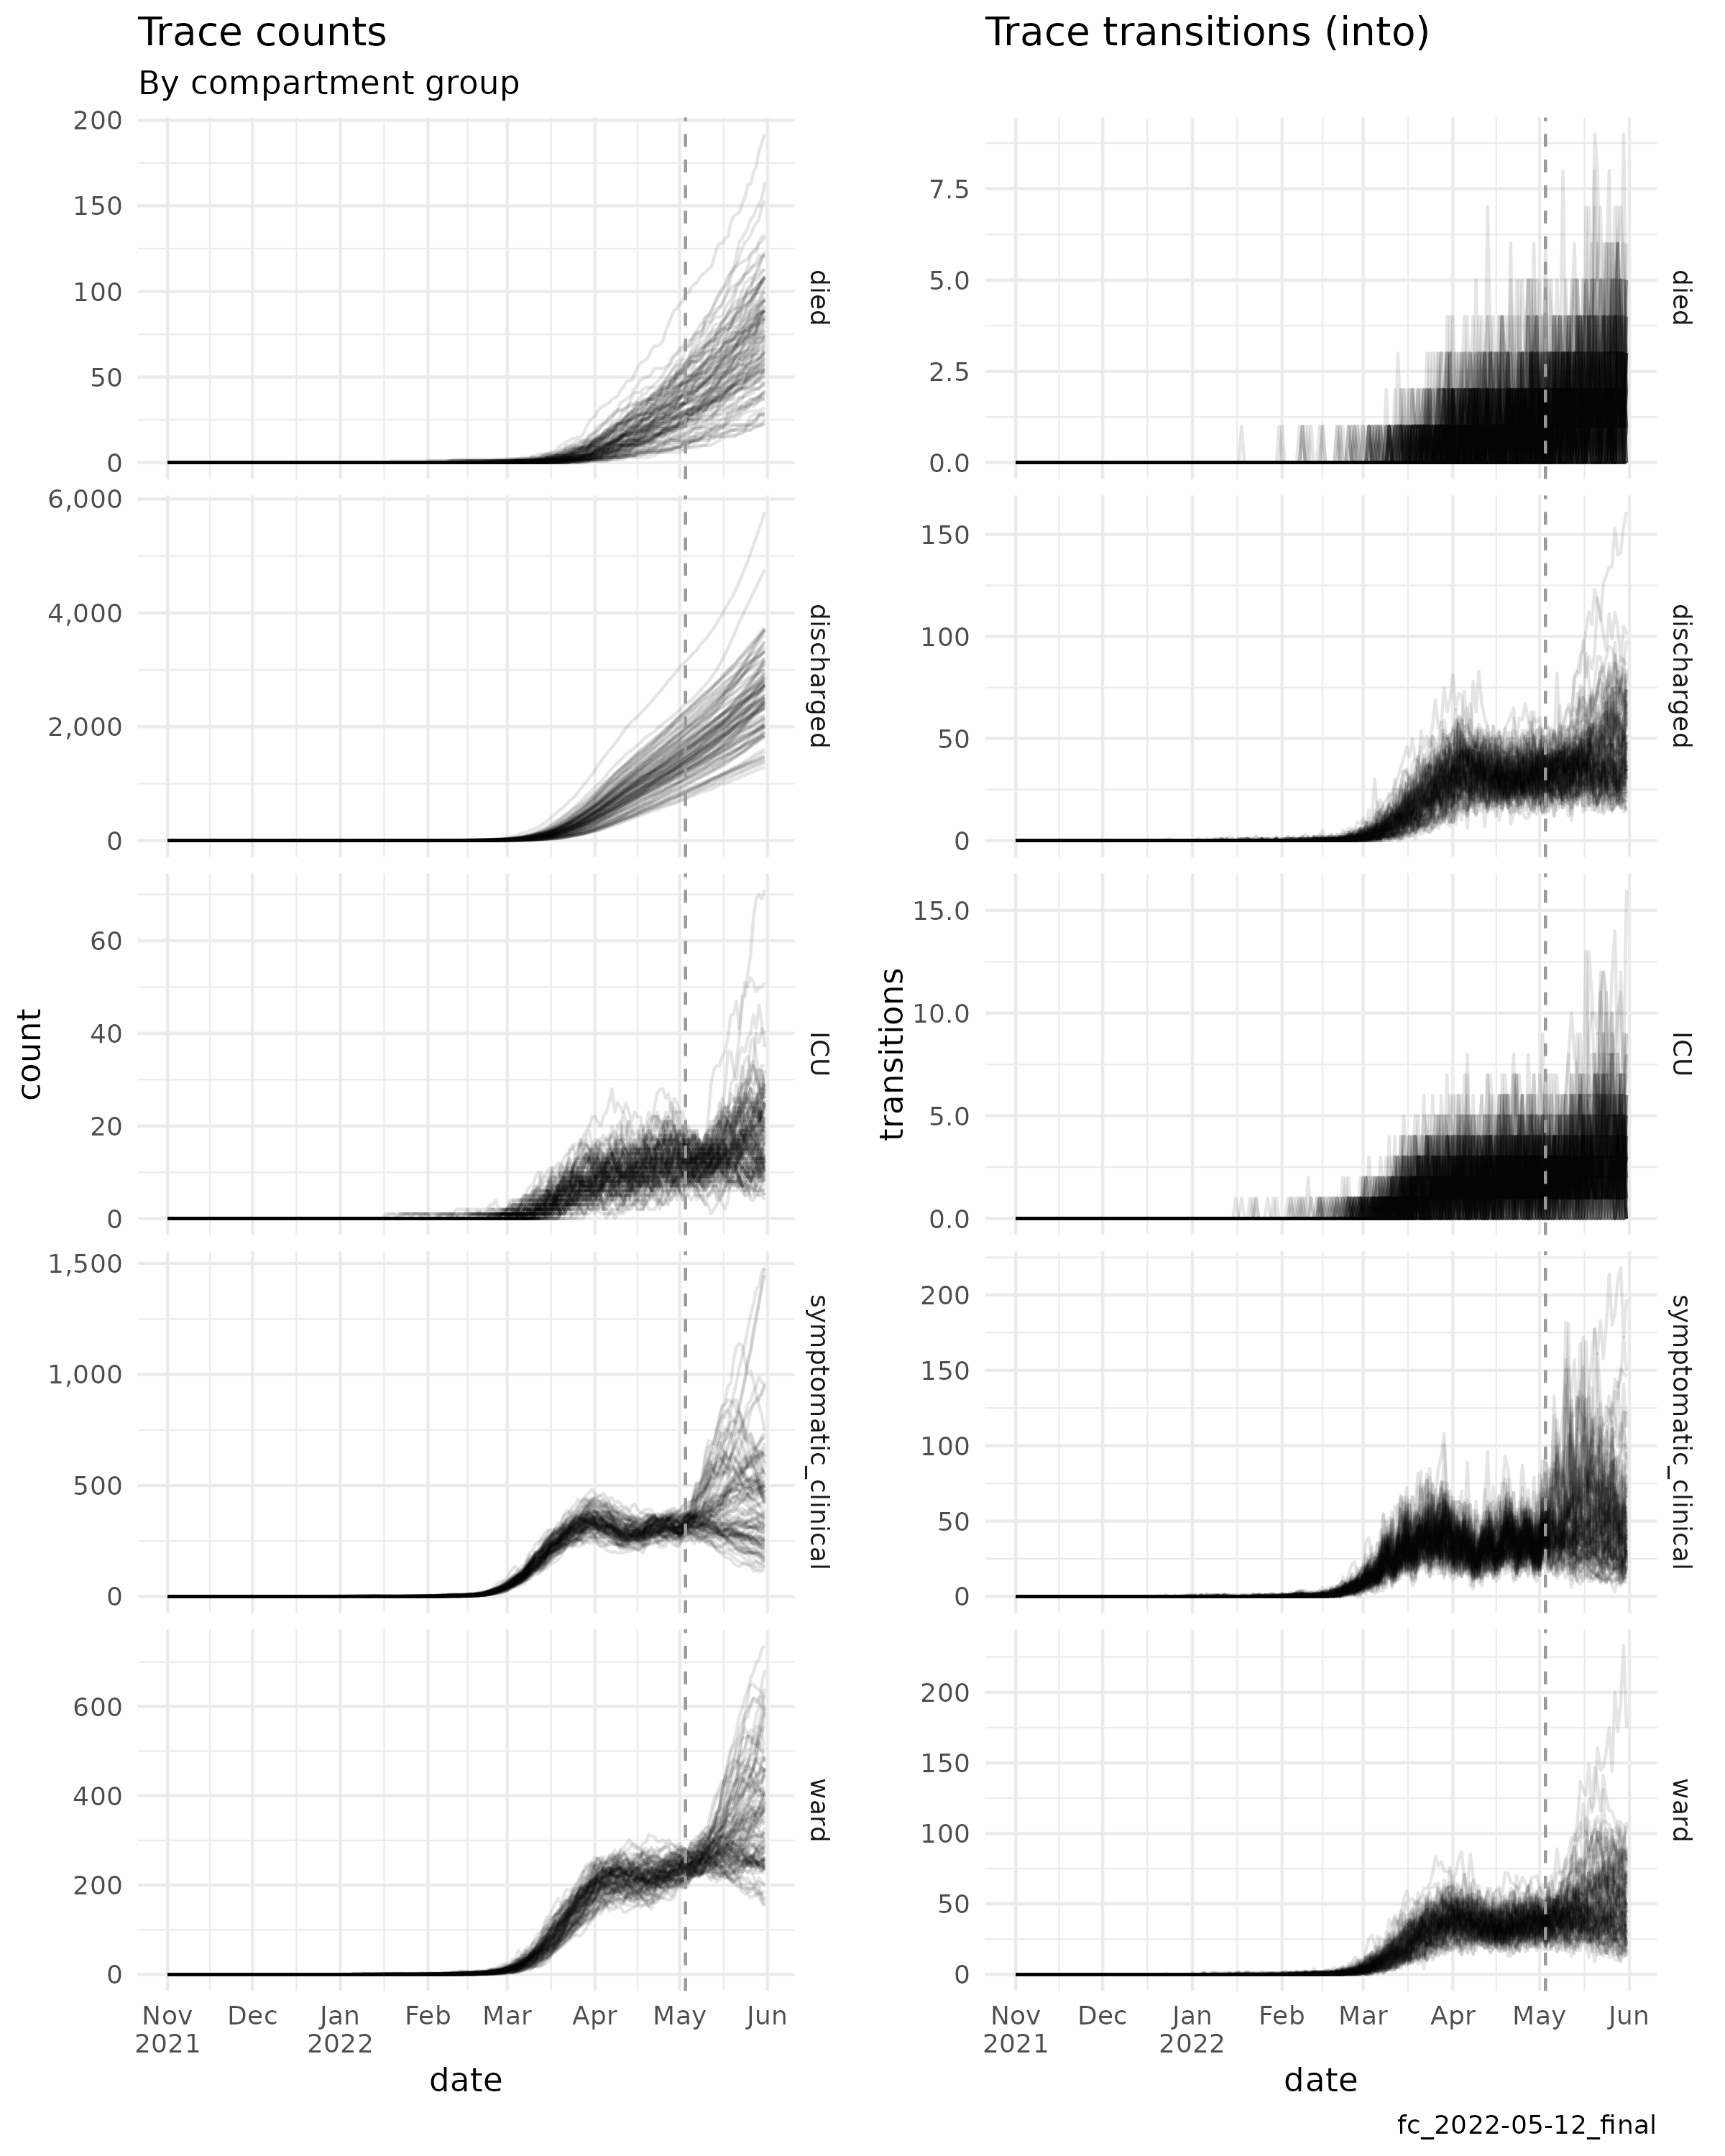 Trace counts
By compartment group
count
200
150
100
50
0
died
6,000
4,000
2,000
0
discharged
60
40
20
0
ICU
1,500
1,000
500
0
symptomatic_clinical
600
400
200
0
ward
Nov Dec Jan Feb Mar Apr May Jun
2021 2022
date
Trace transitions (into)
transitions
7.5
5.0
2.5
0.0
died
150
100
50
0
discharged
15.0
10.0
5.0
0.0
ICU
200
150
100
50
0
symptomatic_clinical
200
150
100
50
0
ward
Nov Dec Jan Feb Mar Apr May Jun
2021 2022
date
fc_2022-05-12_final